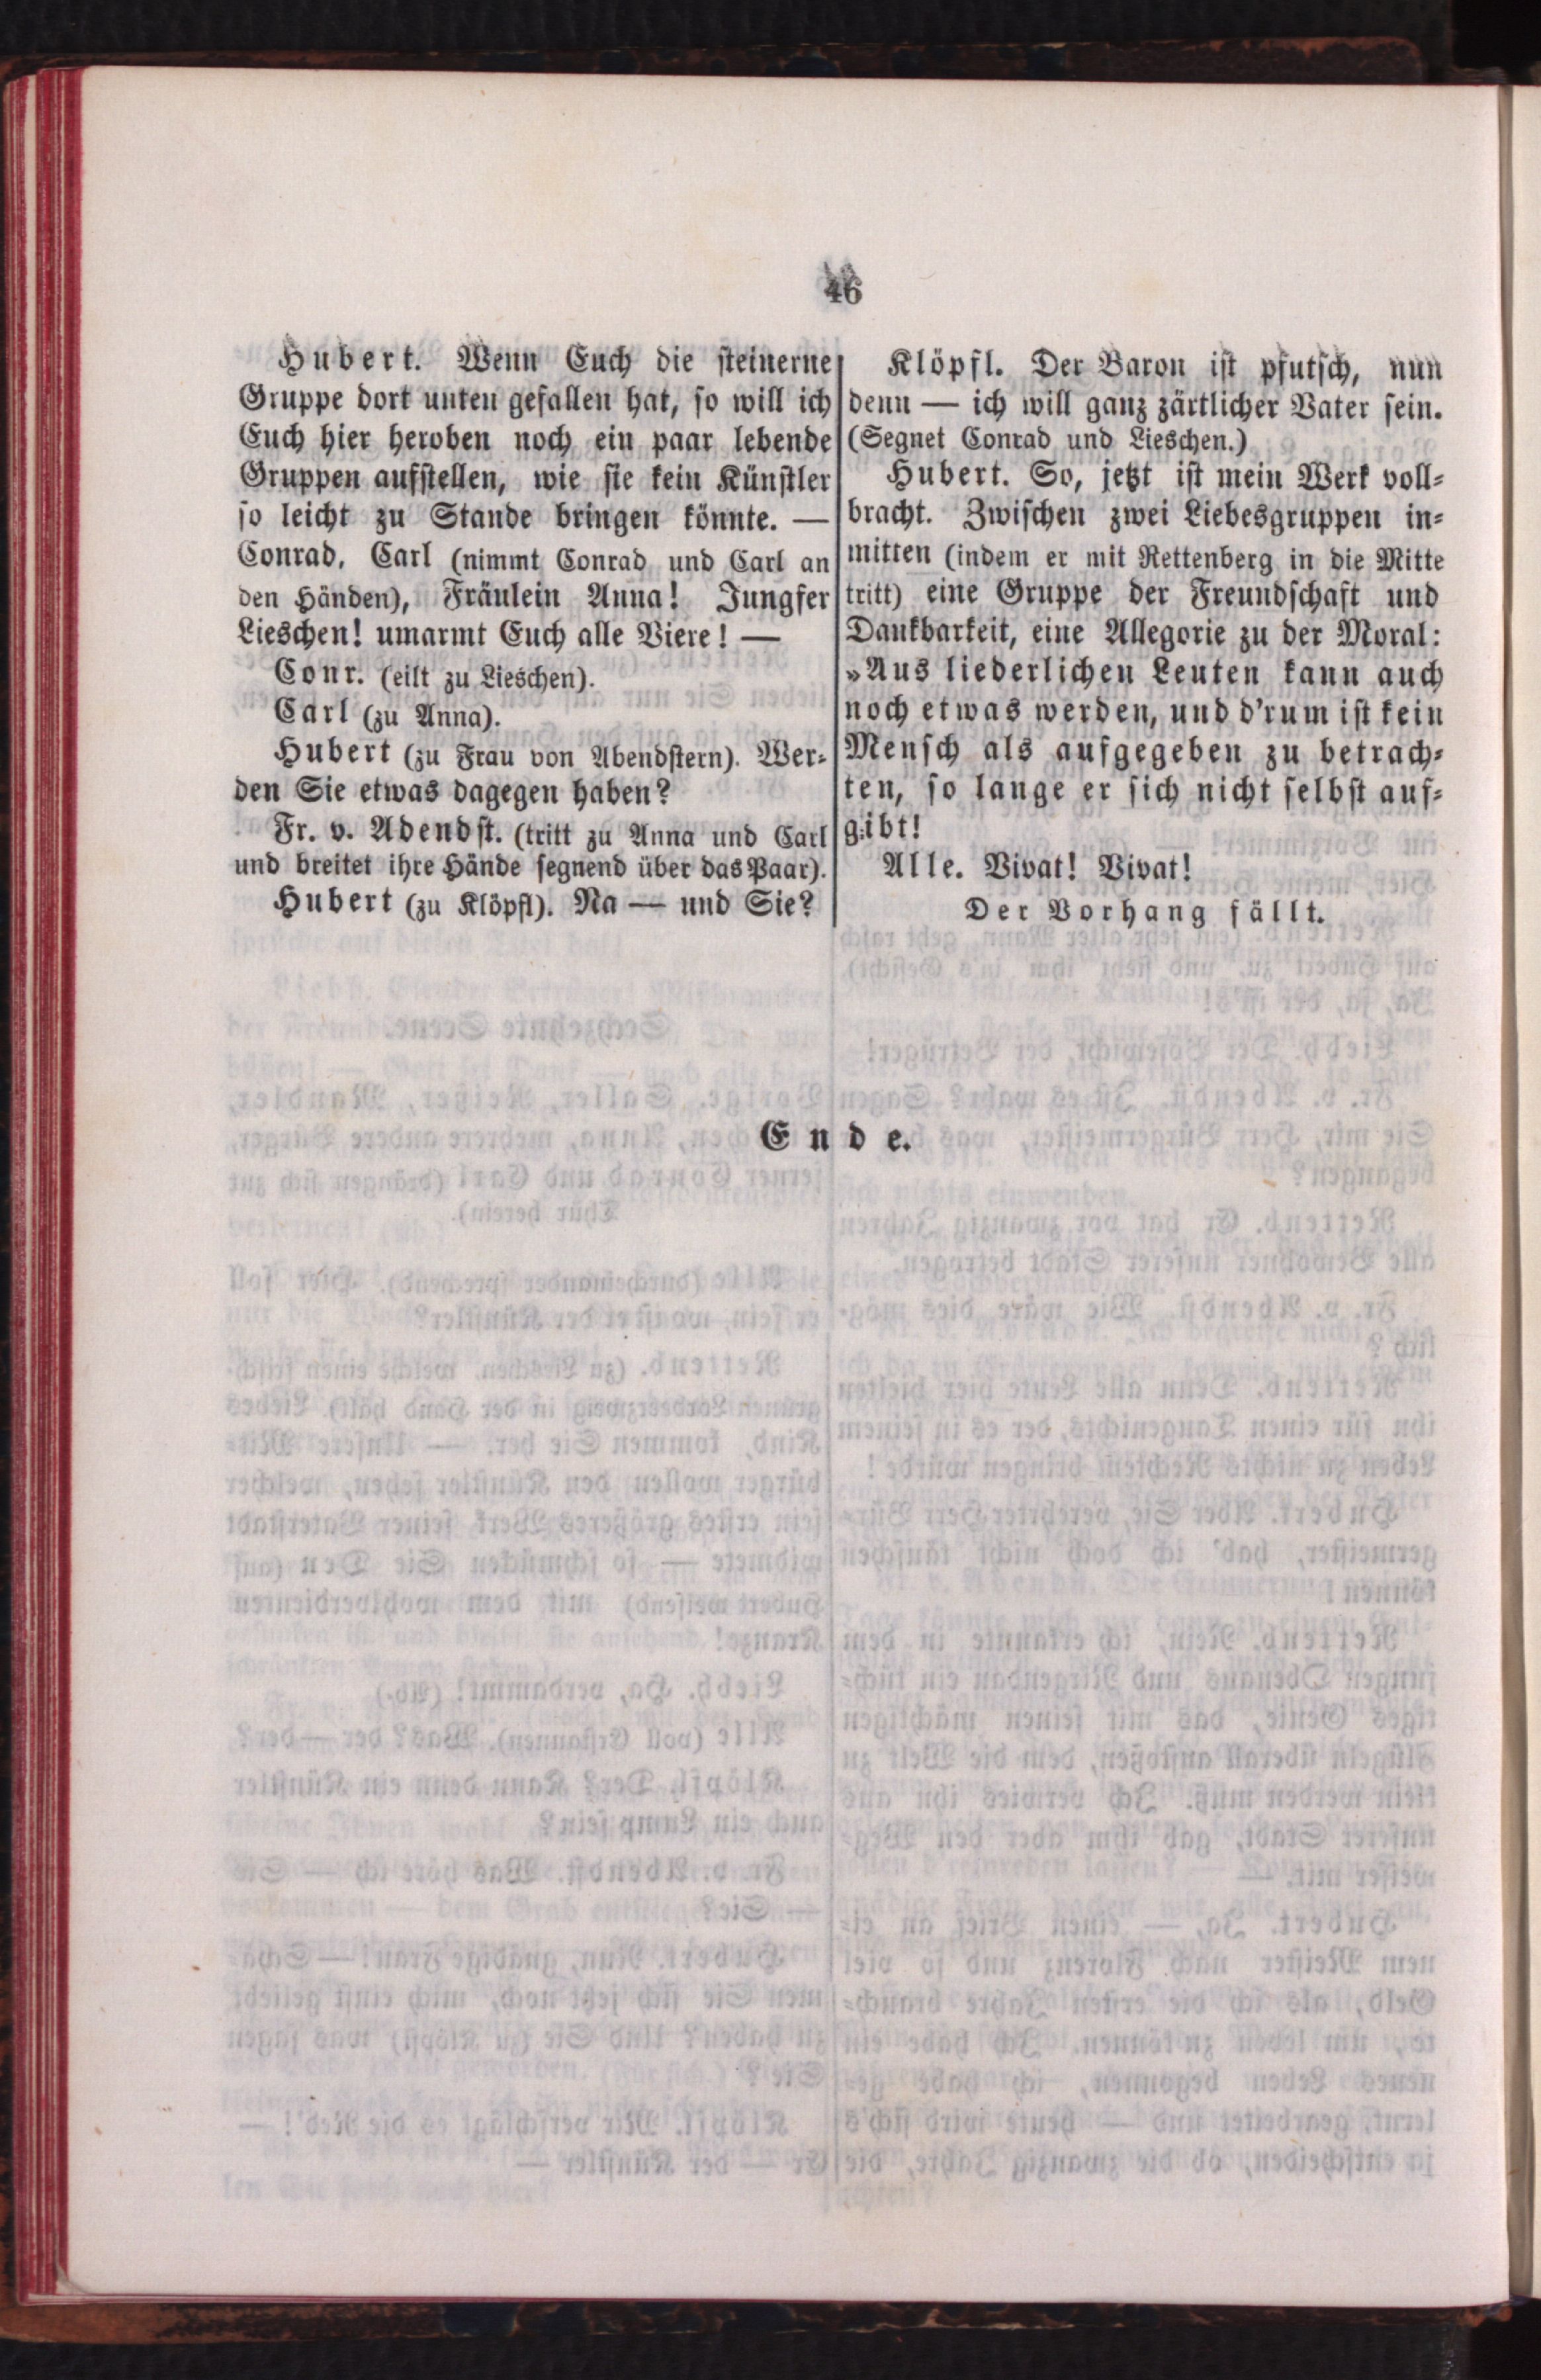 46
Hubert. Wenn Euch die steinerne
Gruppe dort unten gefallen hat, so will ich
Euch hier heroben noch ein paar lebende
Gruppen aufstellen, wie sie kein Künstler
so leicht zu Stande bringen könnte. —
Conrad, Carl (nimmt Conrad und Carl an
den Händen), Fräulein Anna! Jungfer
Lieschen! umarmt Euch alle Viere! —
Conr. (eilt zu Lieschen).
Carl (zu Anna).
Hubert (zu Frau von Abendstern). Wer-
den Sie etwas dagegen haben?
Fr. v. Adendst. (tritt zu Anna und Carl
und breitet ihre Hände segnend über das Paar).
Hubert (zu Klöpfl). Na — und Sie?
Klöpfl. Der Baron ist pfutsch, nun
denn — ich will ganz zärtlicher Vater sein.
(Segnet Conrad und Lieschen.)
Hubert. So, jetzt ist mein Werk voll-
bracht. Zwischen zwei Liebesgruppen in-
mitten (indem er mit Rettenberg in die Mitte
tritt) eine Gruppe der Freundschaft und
Dankbarkeit, eine Allegorie zu der Moral:
»Aus liederlichen Leuten kann auch
noch etwas werden, und d'rum ist kein
Mensch als aufgegeben zu betrach-
ten, so lange er sich nicht selbst auf-
gibt!
Alle. Vivat! Vivat!
Der Vorhang fällt.
Ende.